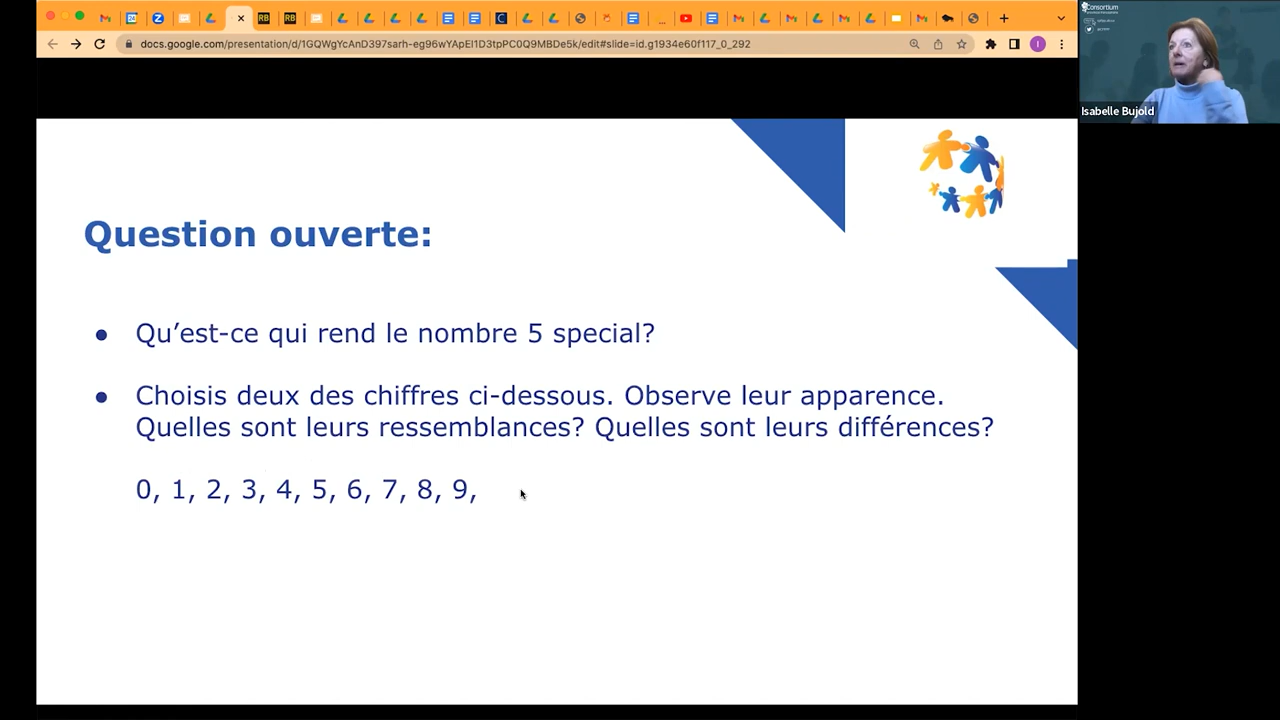 docs.google.com/presentation/d/1GQWgYcAnD397sarh-eg96wYApEl1D3tpPC0Q9MBDe5k/edit#slide=id.g1934e60f117_0_292
Consortium
Isabelle Bujold
Question ouverte:
● Qu’est-ce qui rend le nombre 5 special?
● Choisis deux des chiffres ci-dessous. Observe leur apparence.
Quelles sont leurs ressemblances? Quelles sont leurs différences?
0, 1, 2, 3, 4, 5, 6, 7, 8, 9,